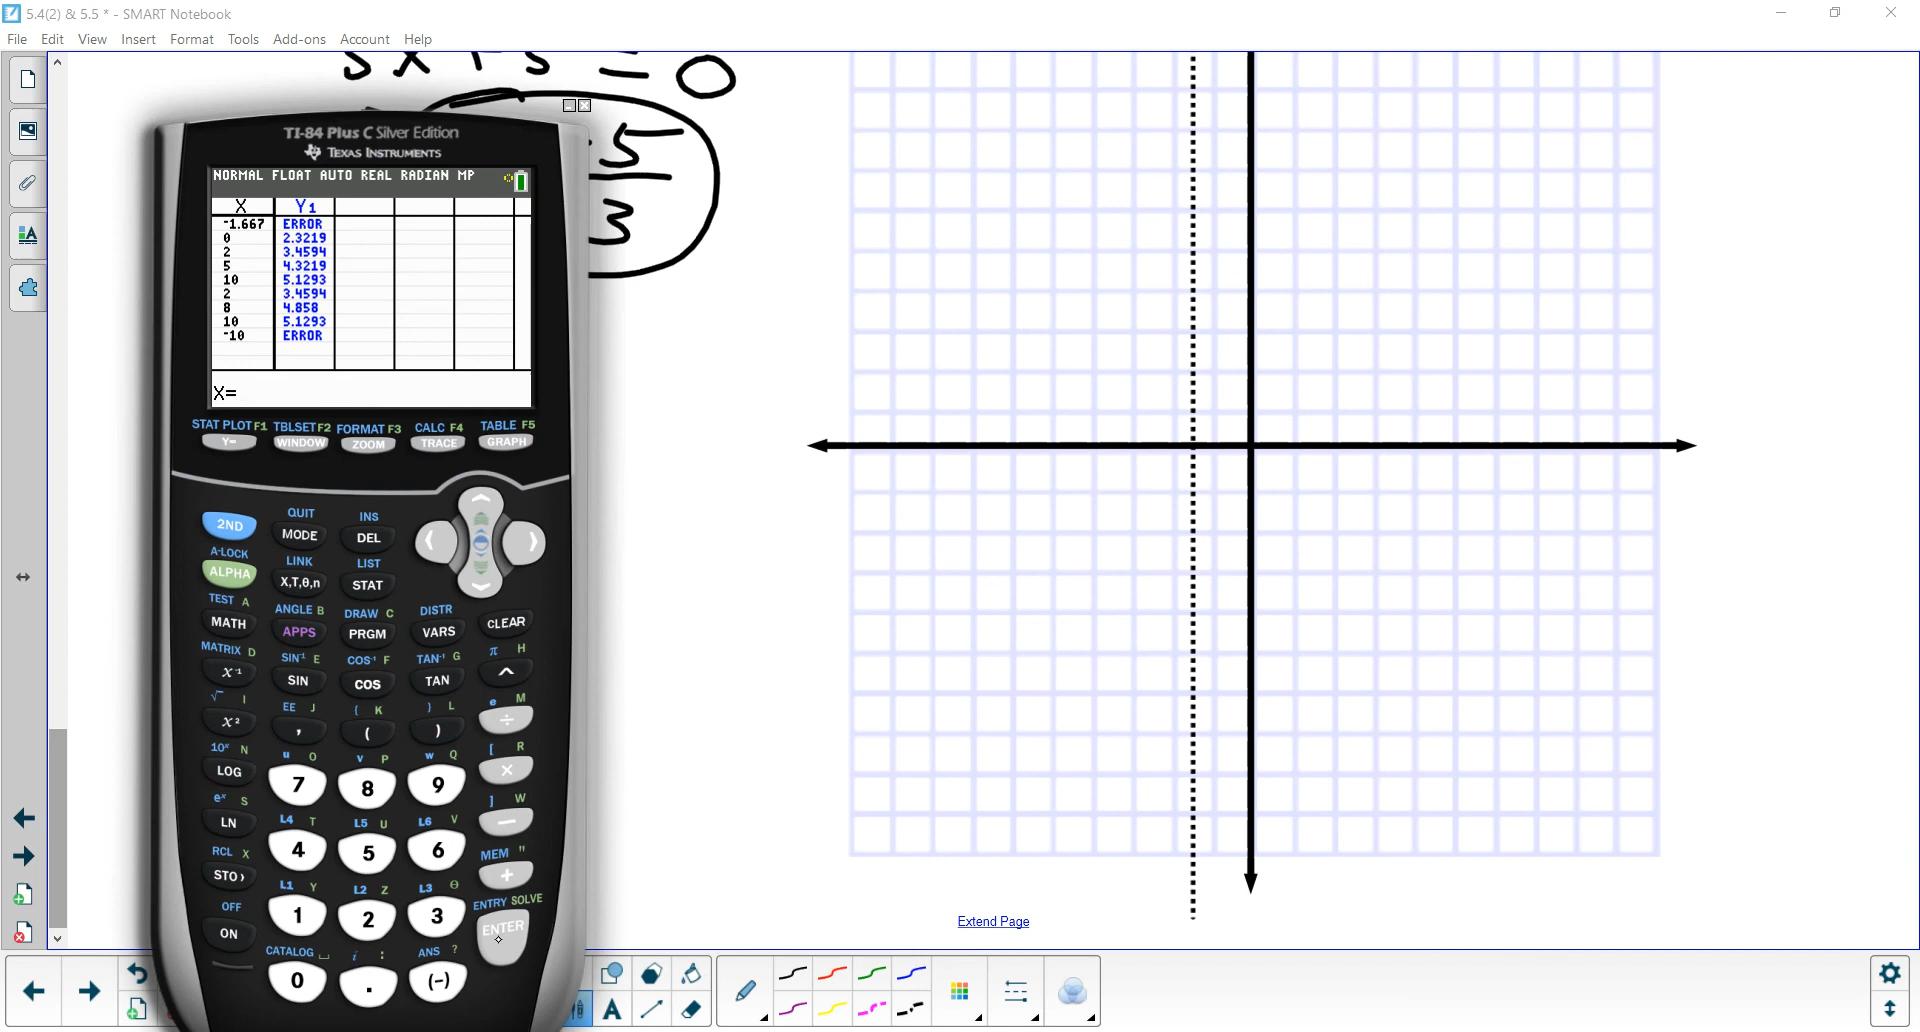 5.4(2) & 5.5 * - SMART Notebook
File Edit View Insert Format Tools Add-ons Account Help
3x+5=0
-5
3
TI-84 Plus C Silver Edition
TEXAS INSTRUMENTS
NORMAL FLOAT AUTO REAL RADIAN MP
X Y1
-1.667 ERROR
0 2.3219
2 3.4594
5 4.3219
10 5.1293
2 3.4594
8 4.858
10 5.1293
-10 ERROR
X=
STAT PLOT F1 TBLSET F2 FORMAT F3 CALC F4 TABLE F5
Y= WINDOW ZOOM TRACE GRAPH
QUIT INS
2ND MODE DEL
A-LOCK LINK LIST
ALPHA X,T,θ,n STAT
TEST A ANGLE B DRAW C DISTR
MATH APPS PRGM VARS CLEAR
MATRIX D SIN⁻¹ E COS⁻¹ F TAN⁻¹ G π H
x⁻¹ SIN COS TAN ^
√ I EE J { K } L e M
x² , ( ) ÷
10ˣ N u O v P w Q [ R
LOG 7 8 9 ×
eˣ S L4 T L5 U L6 V ] W
LN 4 5 6 −
RCL X L1 Y L2 Z L3 θ MEM "
STO› 1 2 3 +
OFF CATALOG ␣ i : ANS ? ENTRY SOLVE
ON 0 . (-) ENTER
Extend Page
A